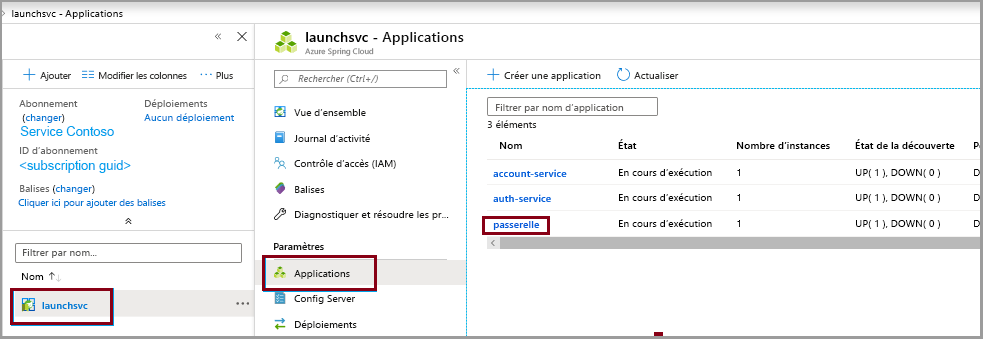 launchsvc - Applications
launchsvc - Applications
Azure Spring Cloud
Ajouter
Modifier les colonnes
Plus
Abonnement
(changer)
Service Contoso
Déploiements
Aucun déploiement
ID d'abonnement
<subscription guid>
Balises (changer)
Cliquer ici pour ajouter des balises
Filtrer par nom...
Nom
launchsvc
Rechercher (Ctrl+/)
Vue d'ensemble
Journal d'activité
Contrôle d'accès (IAM)
Balises
Diagnostiquer et résoudre les pr...
Paramètres
Applications
Config Server
Déploiements
Créer une application
Actualiser
Filtrer par nom d'application
3 éléments
Nom État Nombre d'instances État de la découverte
account-service En cours d'exécution 1 UP( 1 ), DOWN( 0 )
auth-service En cours d'exécution 1 UP( 1 ), DOWN( 0 )
passerelle En cours d'exécution 1 UP( 1 ), DOWN( 0 )